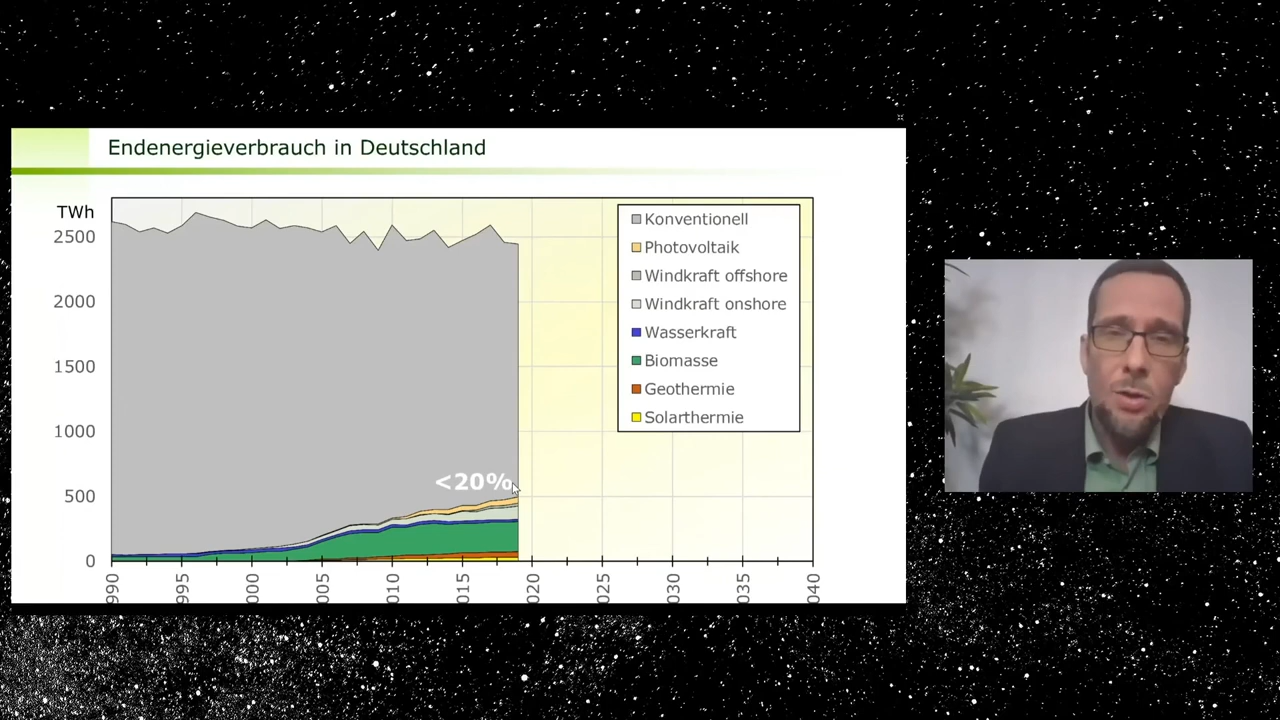 Endenergieverbrauch in Deutschland
TWh
2500
2000
1500
1000
500
0
<20%
Konventionell
Photovoltaik
Windkraft offshore
Windkraft onshore
Wasserkraft
Biomasse
Geothermie
Solarthermie
990
995
000
005
010
015
020
025
030
035
040